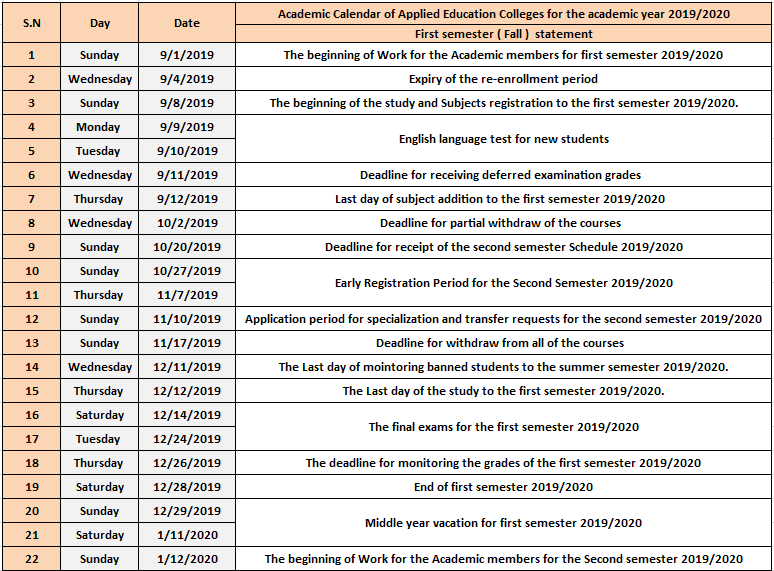 S.N Day Date Academic Calendar of Applied Education Colleges for the academic year 2019/2020
First semester ( Fall ) statement
1 Sunday 9/1/2019 The beginning of Work for the Academic members for first semester 2019/2020
2 Wednesday 9/4/2019 Expiry of the re-enrollment period
3 Sunday 9/8/2019 The beginning of the study and Subjects registration to the first semester 2019/2020.
4 Monday 9/9/2019
English language test for new students
5 Tuesday 9/10/2019
6 Wednesday 9/11/2019 Deadline for receiving deferred examination grades
7 Thursday 9/12/2019 Last day of subject addition to the first semester 2019/2020
8 Wednesday 10/2/2019 Deadline for partial withdraw of the courses
9 Sunday 10/20/2019 Deadline for receipt of the second semester Schedule 2019/2020
10 Sunday 10/27/2019
Early Registration Period for the Second Semester 2019/2020
11 Thursday 11/7/2019
12 Sunday 11/10/2019 Application period for specialization and transfer requests for the second semester 2019/2020
13 Sunday 11/17/2019 Deadline for withdraw from all of the courses
14 Wednesday 12/11/2019 The Last day of mointoring banned students to the summer semester 2019/2020.
15 Thursday 12/12/2019 The Last day of the study to the first semester 2019/2020.
16 Saturday 12/14/2019
The final exams for the first semester 2019/2020
17 Tuesday 12/24/2019
18 Thursday 12/26/2019 The deadline for monitoring the grades of the first semester 2019/2020
19 Saturday 12/28/2019 End of first semester 2019/2020
20 Sunday 12/29/2019
Middle year vacation for first semester 2019/2020
21 Saturday 1/11/2020
22 Sunday 1/12/2020 The beginning of Work for the Academic members for the Second semester 2019/2020